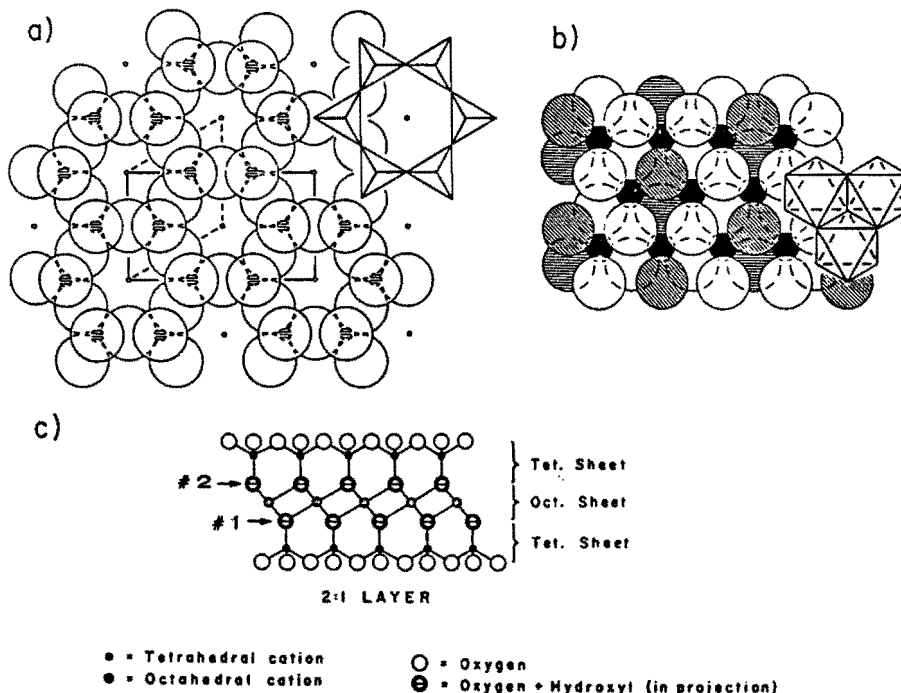 a)
b)
c)
#2
#1
Tet. Sheet
Oct. Sheet
Tet. Sheet
2:1 LAYER
= Tetrahedral cation
= Octahedral cation
= Oxygen
= Oxygen + Hydroxyl (in projection)